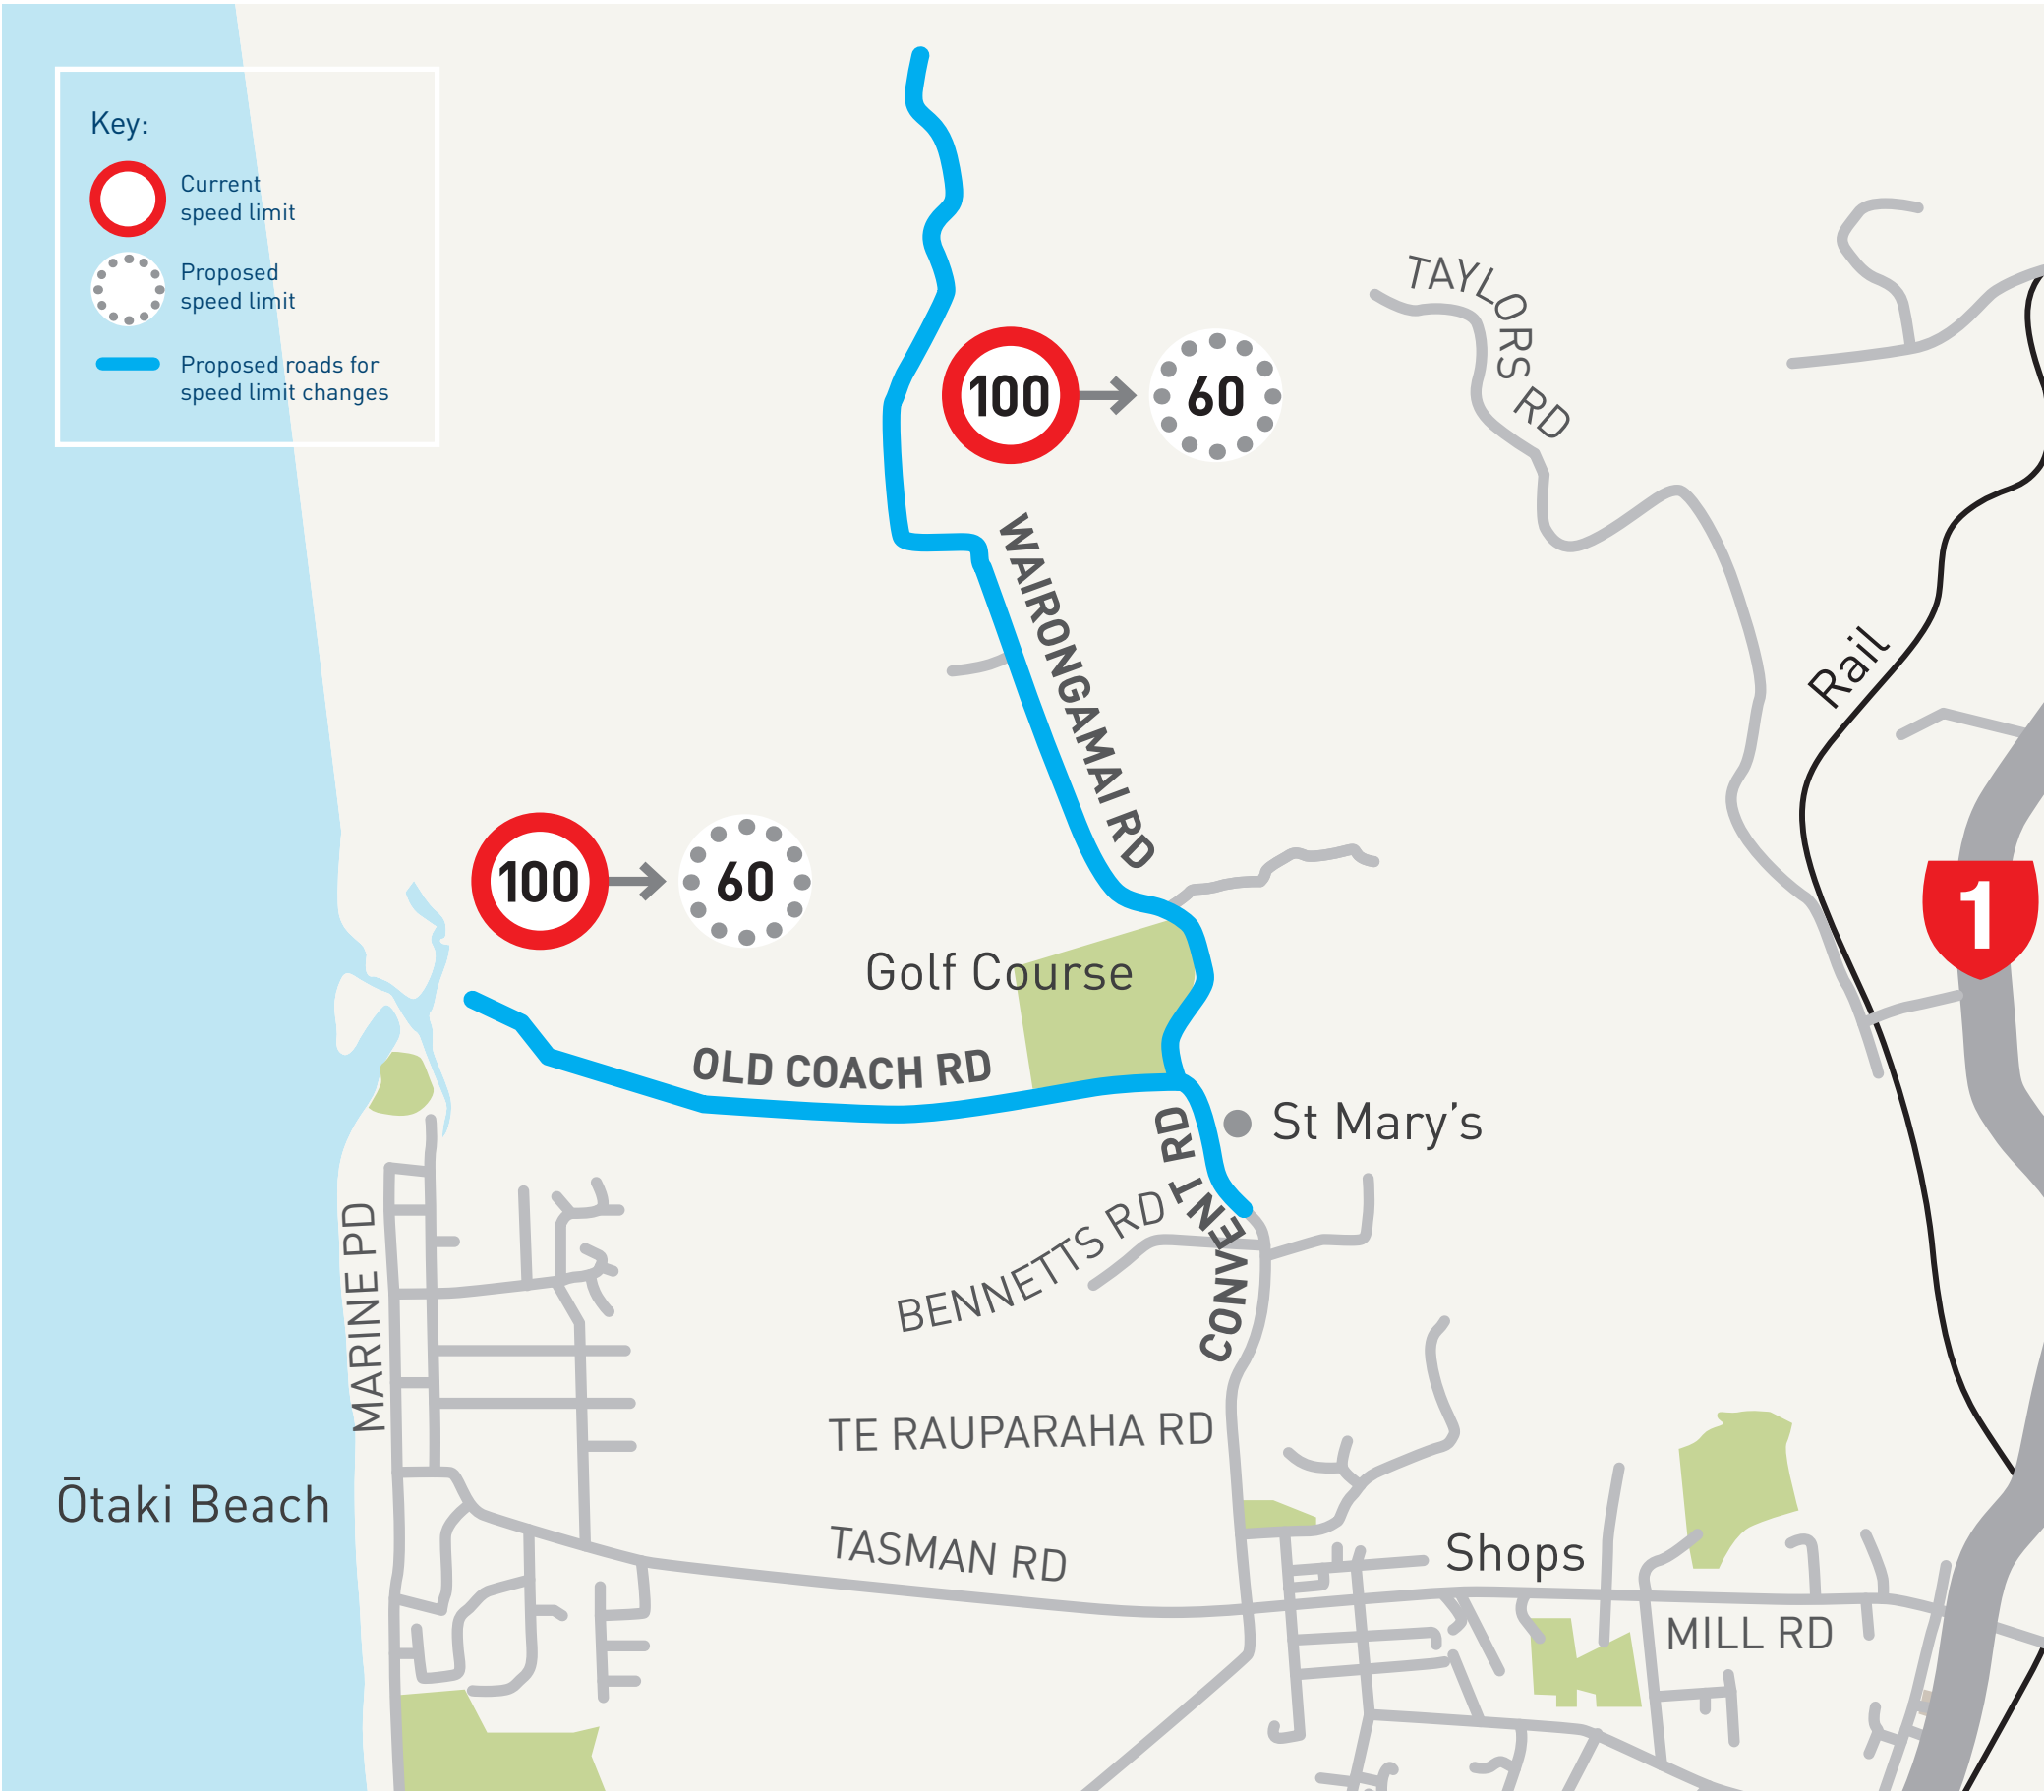 Key:
Current
speed limit
Proposed
speed limit
Proposed roads for
speed limit changes
TAYLORS RD
100
60
WAIRONGAMAI RD
Rail
100
60
1
Golf Course
OLD COACH RD
St Mary's
CONVENT RD
BENNETTS RD
MARINE PD
TE RAUPARAHA RD
Ōtaki Beach
TASMAN RD
Shops
MILL RD